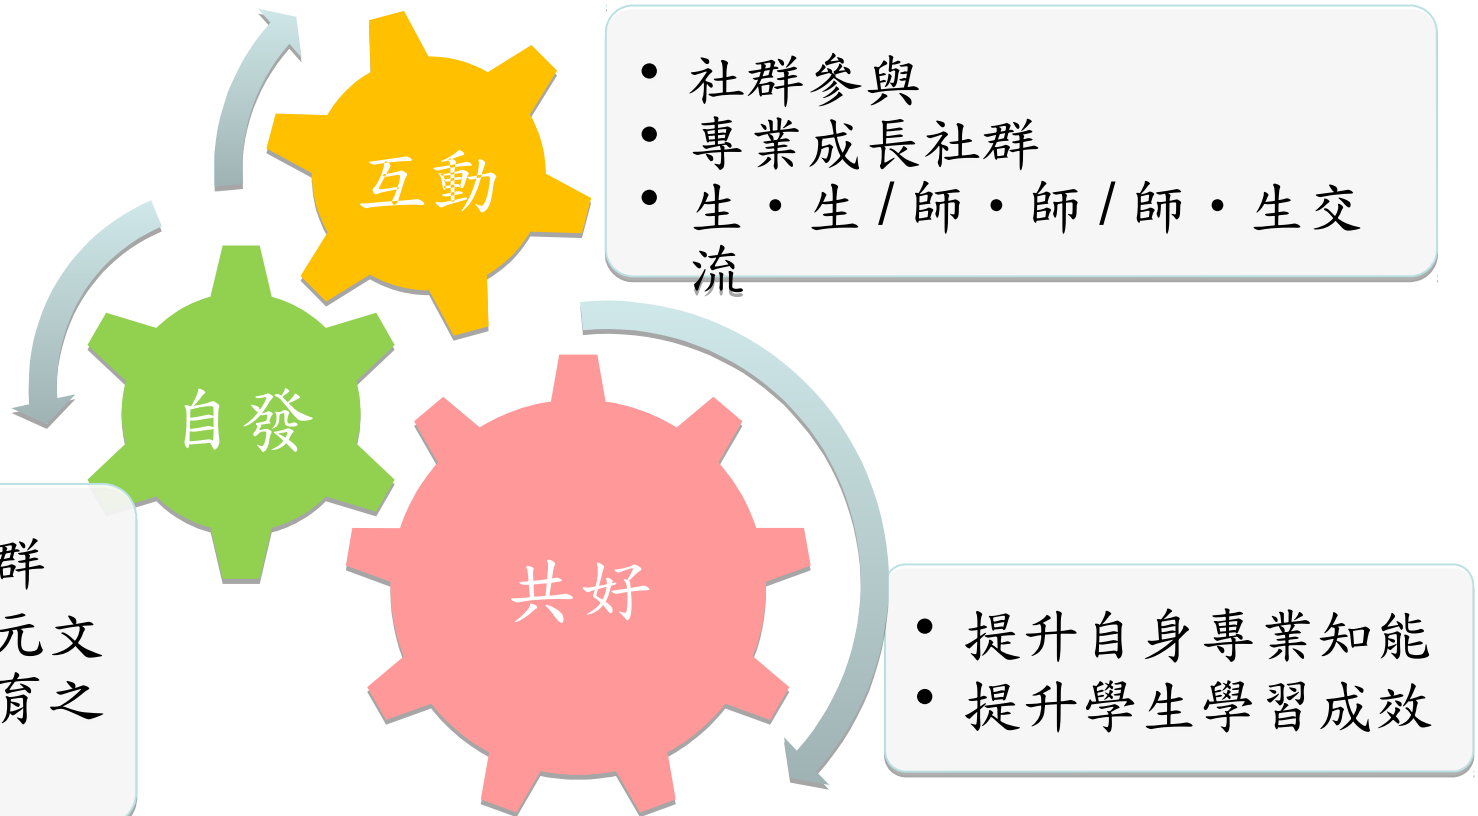 互動
• 社群參與
• 專業成長社群
• 生・生/師・師/師・生交
流
自發
群
元文
育之
共好
• 提升自身專業知能
• 提升學生學習成效